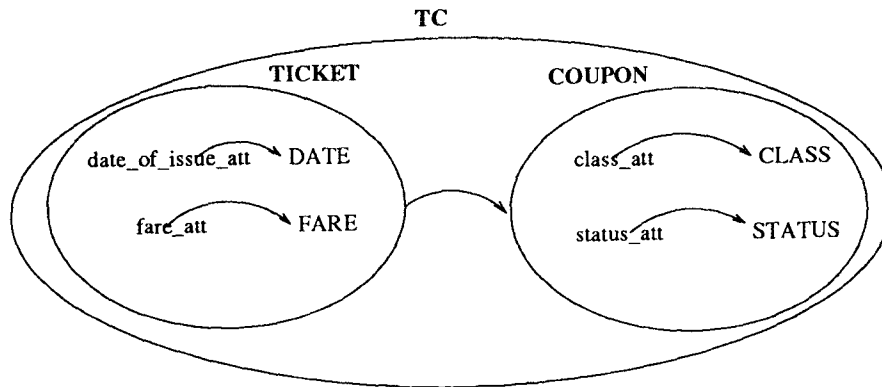 TC
TICKET COUPON
date_of_issue_att DATE class_att CLASS
fare_att FARE status_att STATUS